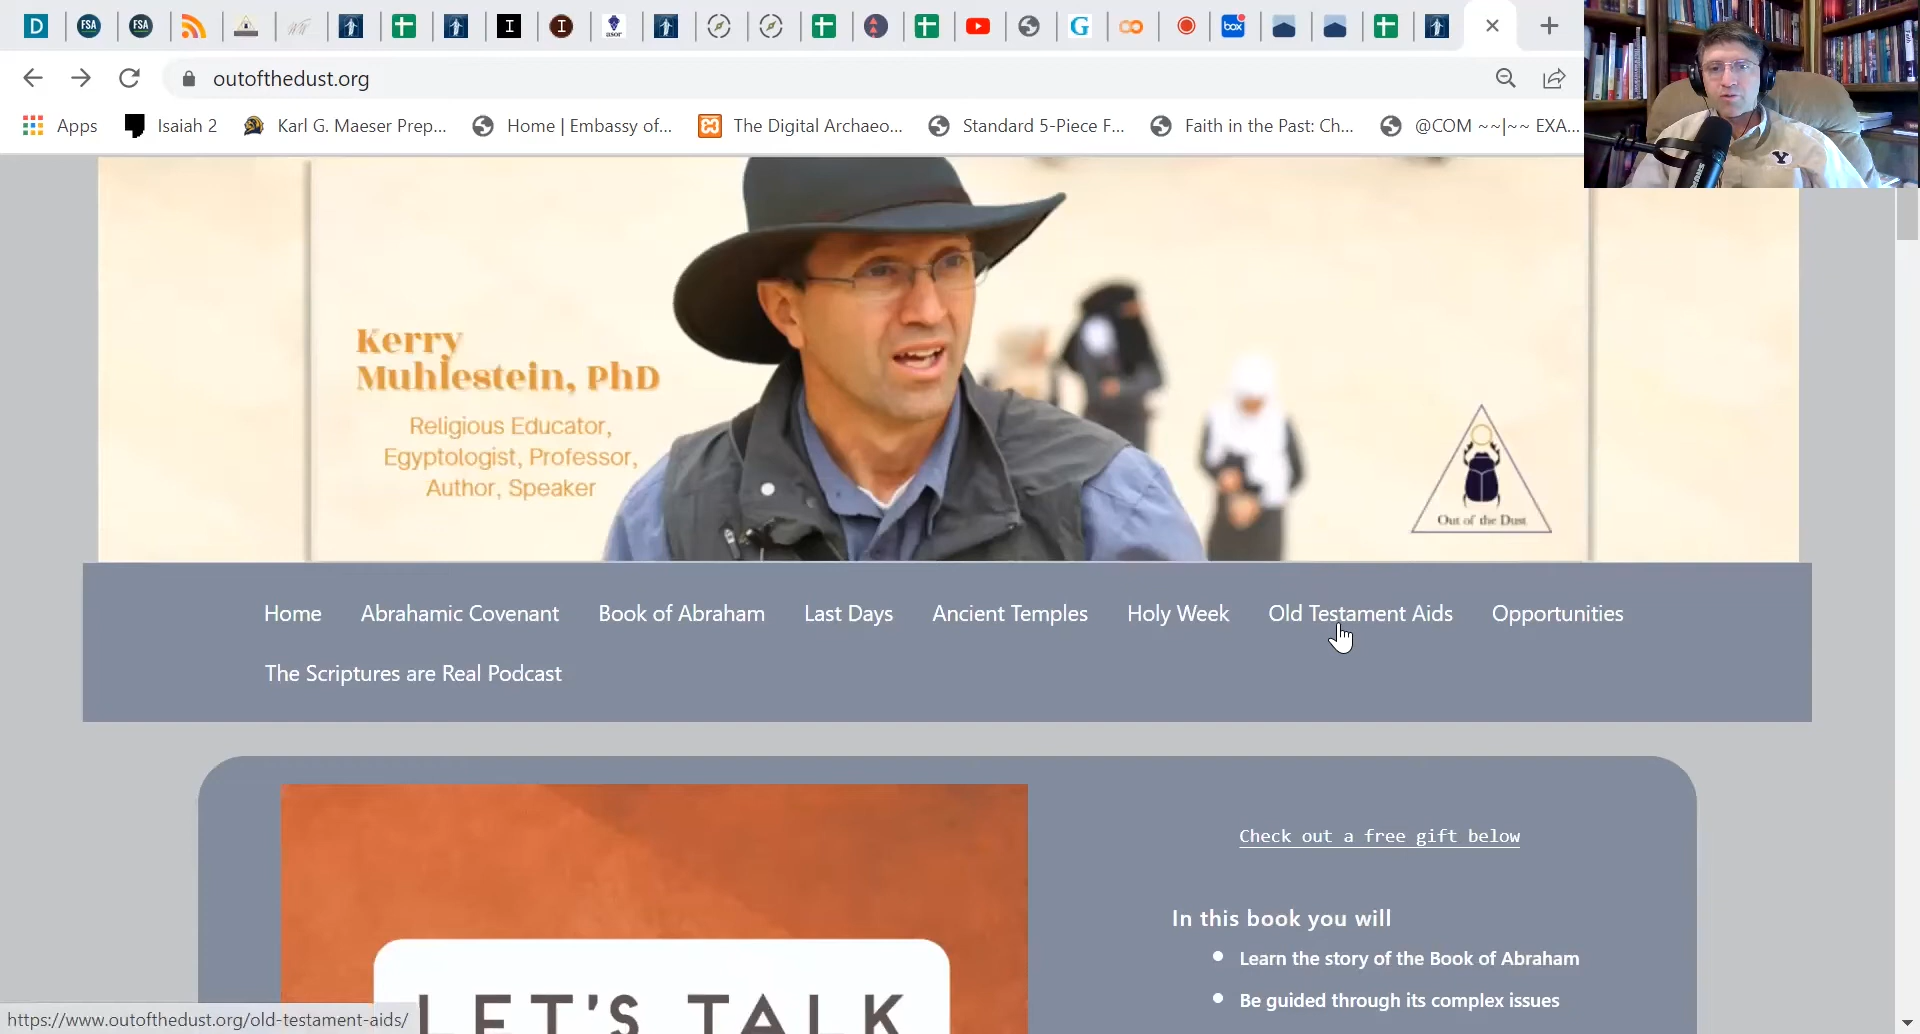 D FSA FSA I I asor G box
outofthedust.org
Apps Isaiah 2 Karl G. Maeser Prep... Home | Embassy of... The Digital Archaeo... Standard 5-Piece F... Faith in the Past: Ch... @COM ~~|~~ EXA...
Y
Kerry
Muhlestein, PhD
Religious Educator,
Egyptologist, Professor,
Author, Speaker
Out of the Dust
Home Abrahamic Covenant Book of Abraham Last Days Ancient Temples Holy Week Old Testament Aids Opportunities
The Scriptures are Real Podcast
Check out a free gift below
In this book you will
Learn the story of the Book of Abraham
Be guided through its complex issues
LET'S TALK
https://www.outofthedust.org/old-testament-aids/